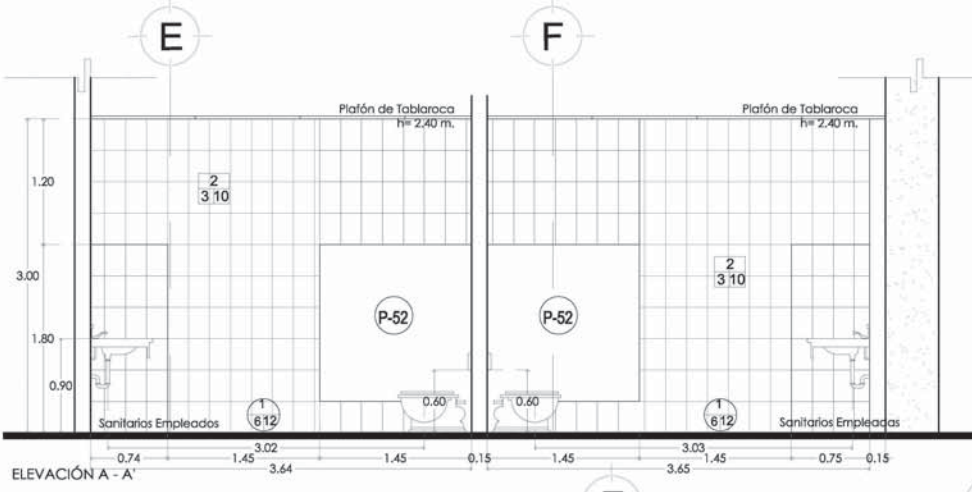 E
F
Plafón de Tablaroca
h= 2.40 m.
Plafón de Tablaroca
h= 2.40 m.
1.20
2
3 10
2
3 10
3.00
P-52
P-52
1.80
0.90
0.60
0.60
Sanitarios Empleados
1
6 12
1
6 12
Sanitarios Empleadas
3.02
3.03
0.74
1.45
1.45
0.15
1.45
1.45
0.75
0.15
3.64
3.65
ELEVACIÓN A - A'